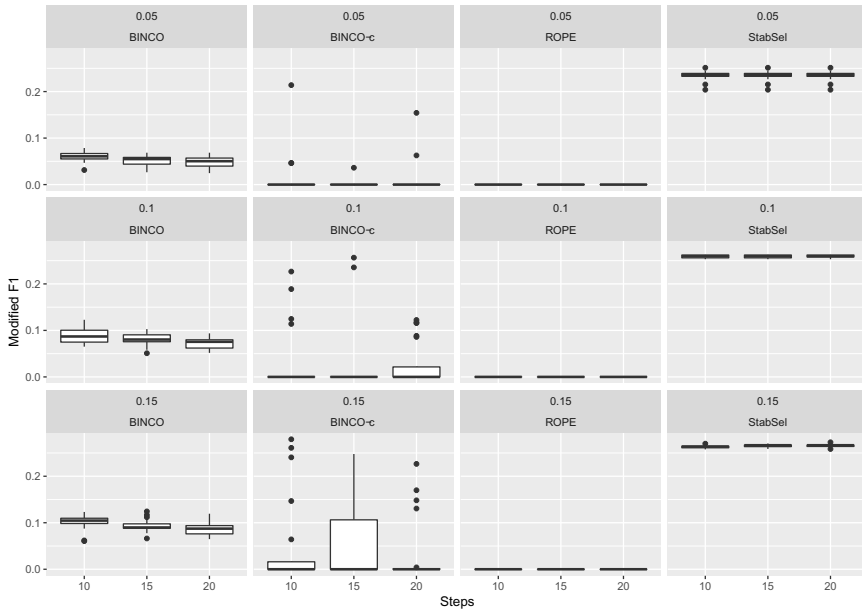 0.05 0.05 0.05 0.05
BINCO BINCO-c ROPE StabSel
0.2
0.1
0.0
0.1 0.1 0.1 0.1
BINCO BINCO-c ROPE StabSel
0.2
0.1
0.0
0.15 0.15 0.15 0.15
BINCO BINCO-c ROPE StabSel
0.2
0.1
0.0
10 15 20 10 15 20 10 15 20 10 15 20
Steps
Modified F1